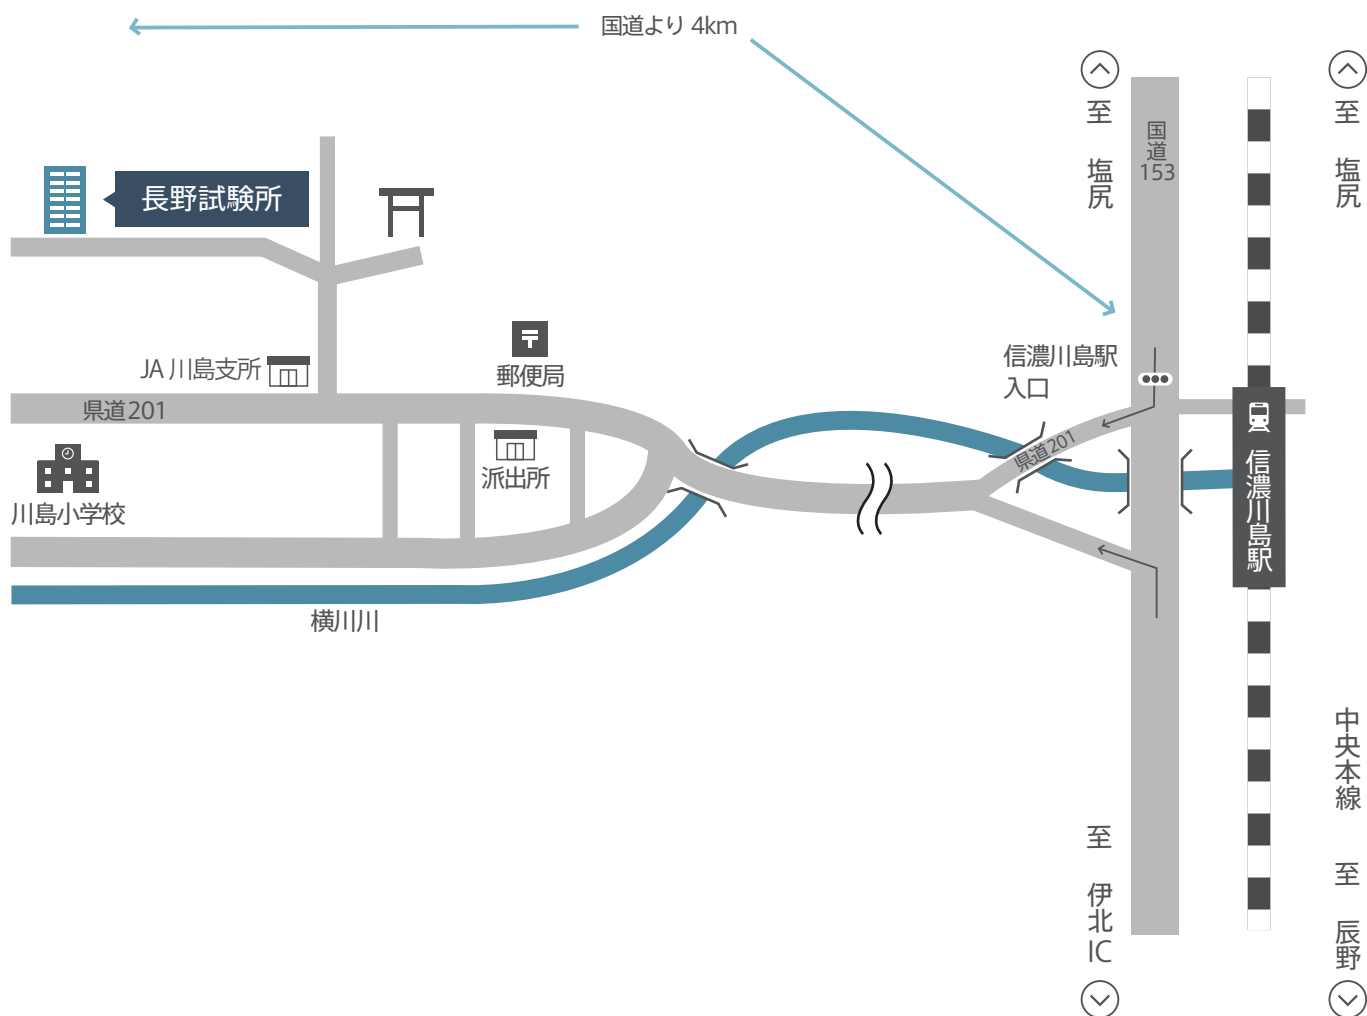 国道より 4km
至 塩尻
国道153
至 塩尻
長野試験所
信濃川島駅
入口
JA 川島支所
郵便局
県道201
県道201
派出所
川島小学校
信濃川島駅
横川川
中央本線 至 辰野
至 伊北IC